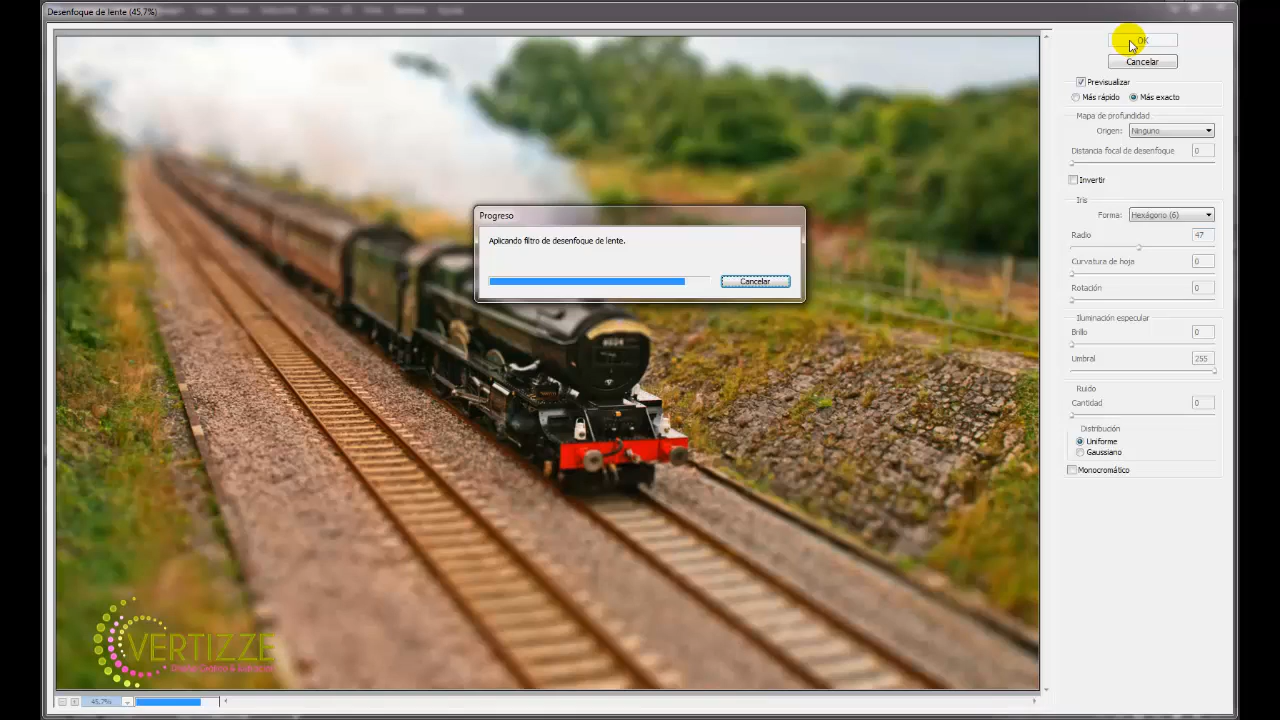 Desenfoque de lente (45,7%)
OK
Cancelar
Previsualizar
Más rápido
Más exacto
Mapa de profundidad
Origen: Ninguno
Distancia focal de desenfoque 0
Invertir
Iris
Forma: Hexágono (6)
Radio 47
Curvatura de hoja 0
Rotación 0
Iluminación especular
Brillo 0
Umbral 255
Ruido
Cantidad 0
Distribución
Uniforme
Gaussiano
Monocromático
Progreso
Aplicando filtro de desenfoque de lente.
Cancelar
6024
VERTIZZE
45,7%